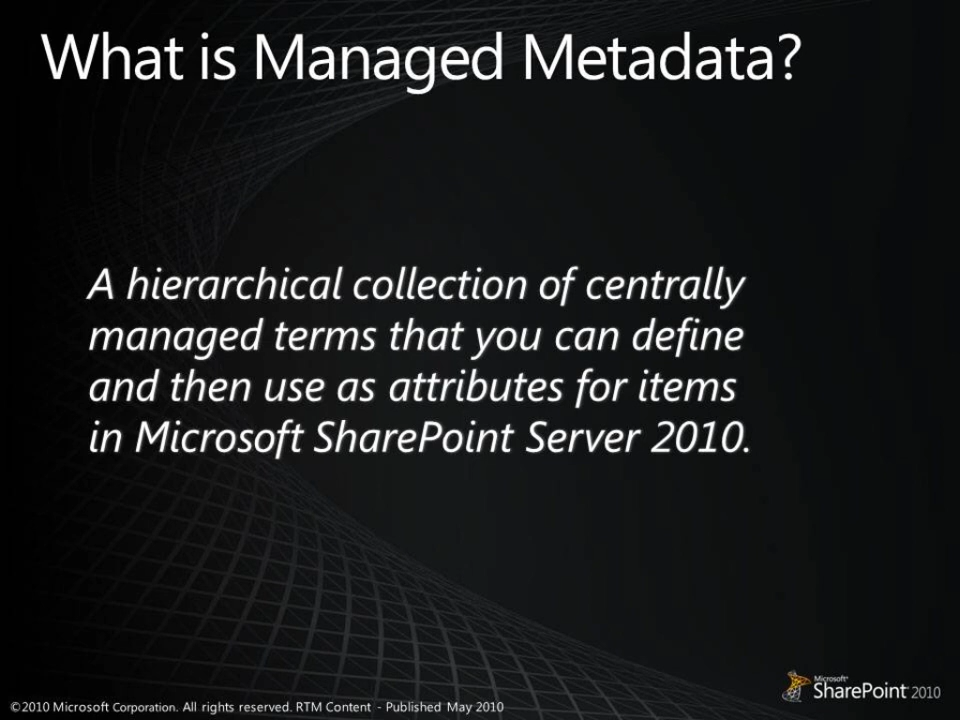 What is Managed Metadata?
A hierarchical collection of centrally
managed terms that you can define
and then use as attributes for items
in Microsoft SharePoint Server 2010.
Microsoft®
SharePoint 2010
©2010 Microsoft Corporation. All rights reserved. RTM Content - Published May 2010